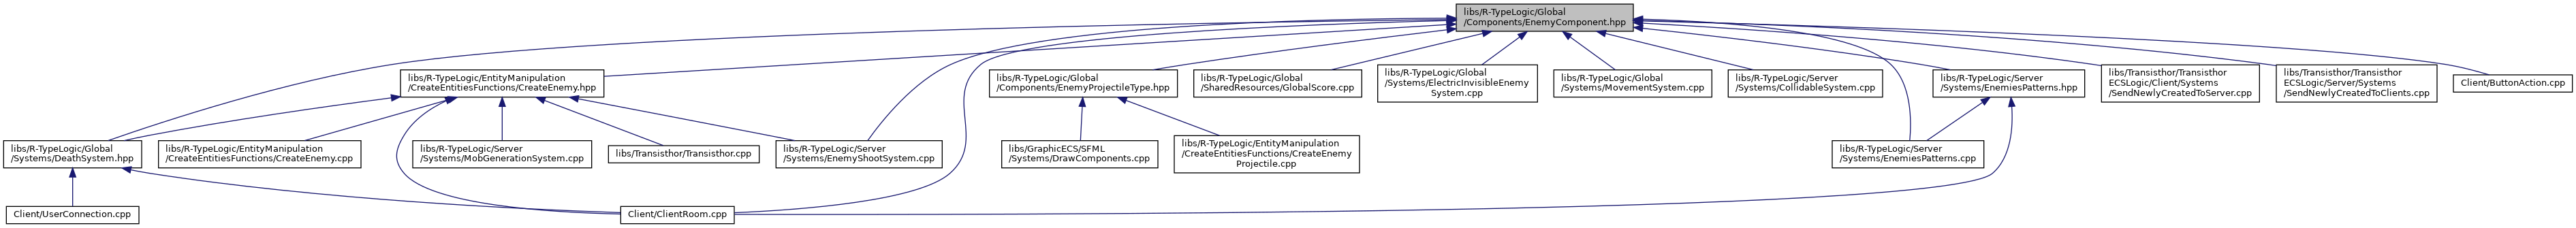 libs/R-TypeLogic/Global
/Components/EnemyComponent.hpp
libs/R-TypeLogic/EntityManipulation
/CreateEntitiesFunctions/CreateEnemy.hpp
libs/R-TypeLogic/Global
/Components/EnemyProjectileType.hpp
libs/R-TypeLogic/Global
/SharedResources/GlobalScore.cpp
libs/R-TypeLogic/Global
/Systems/ElectricInvisibleEnemy
System.cpp
libs/R-TypeLogic/Global
/Systems/MovementSystem.cpp
libs/R-TypeLogic/Server
/Systems/CollidableSystem.cpp
libs/R-TypeLogic/Server
/Systems/EnemiesPatterns.hpp
libs/Transisthor/Transisthor
ECSLogic/Client/Systems
/SendNewlyCreatedToServer.cpp
libs/Transisthor/Transisthor
ECSLogic/Server/Systems
/SendNewlyCreatedToClients.cpp
Client/ButtonAction.cpp
libs/R-TypeLogic/Global
/Systems/DeathSystem.hpp
libs/R-TypeLogic/EntityManipulation
/CreateEntitiesFunctions/CreateEnemy.cpp
libs/R-TypeLogic/Server
/Systems/MobGenerationSystem.cpp
libs/Transisthor/Transisthor.cpp
libs/R-TypeLogic/Server
/Systems/EnemyShootSystem.cpp
libs/GraphicECS/SFML
/Systems/DrawComponents.cpp
libs/R-TypeLogic/EntityManipulation
/CreateEntitiesFunctions/CreateEnemy
Projectile.cpp
libs/R-TypeLogic/Server
/Systems/EnemiesPatterns.cpp
Client/UserConnection.cpp
Client/ClientRoom.cpp